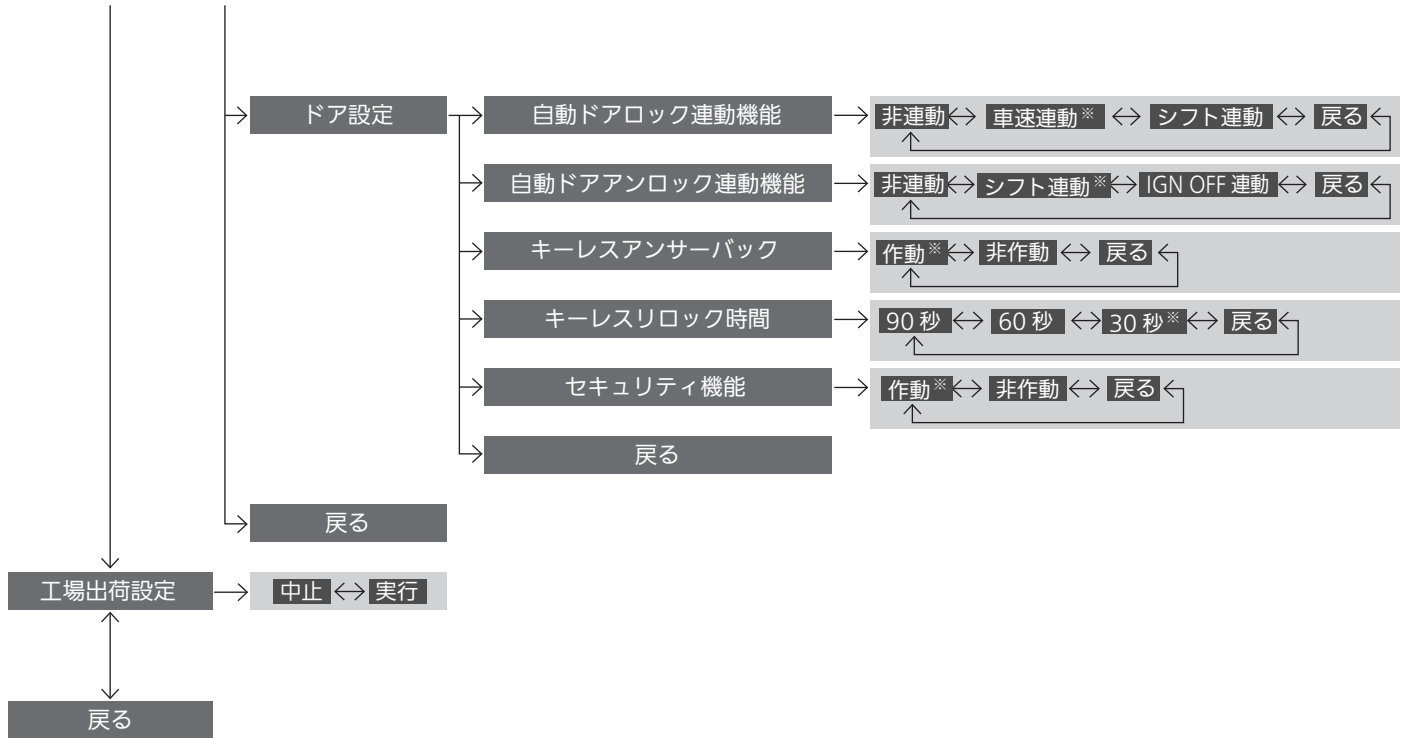 ドア設定
自動ドアロック連動機能
非連動 車速連動※ シフト連動 戻る
自動ドアアンロック連動機能
非連動 シフト連動※ IGN OFF 連動 戻る
キーレスアンサーバック
作動※ 非作動 戻る
キーレスリロック時間
90 秒 60 秒 30 秒※ 戻る
セキュリティ機能
作動※ 非作動 戻る
戻る
戻る
工場出荷設定
中止 実行
戻る